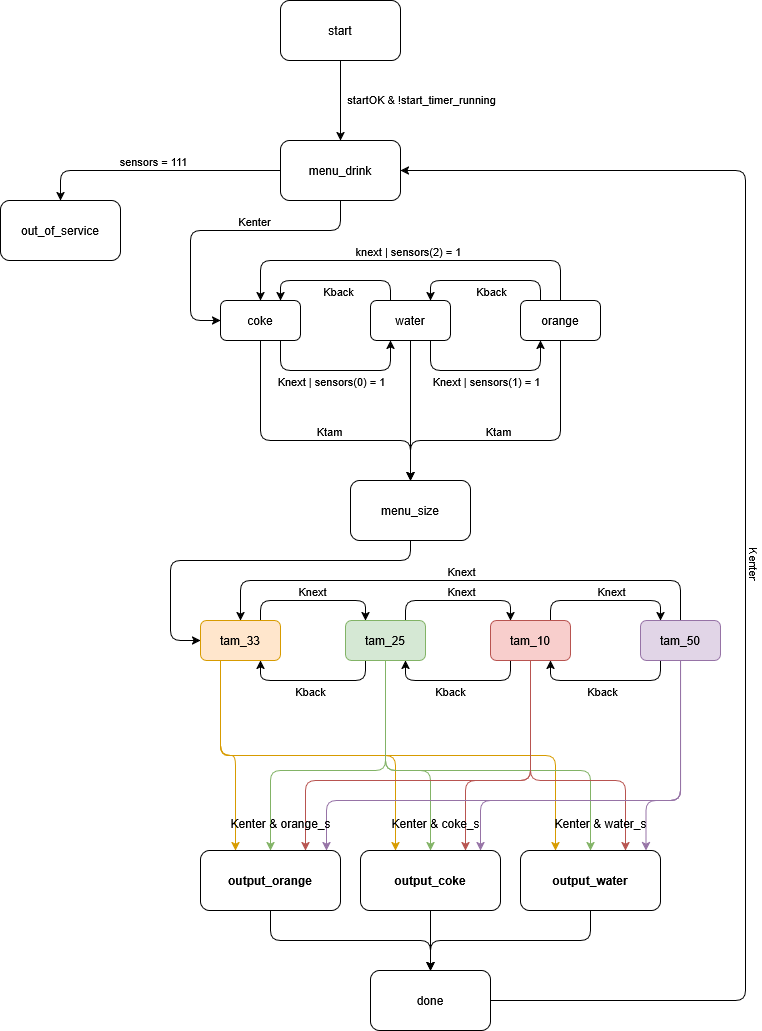 start
startOK & !start_timer_running
sensors = 111
menu_drink
out_of_service
Kenter
knext | sensors(2) = 1
Kback
Kback
coke
water
orange
Knext | sensors(0) = 1
Knext | sensors(1) = 1
Ktam
Ktam
menu_size
Kenter
Knext
Knext
Knext
Knext
tam_33
tam_25
tam_10
tam_50
Kback
Kback
Kback
Kenter & orange_s
Kenter & coke_s
Kenter & water_s
output_orange
output_coke
output_water
done